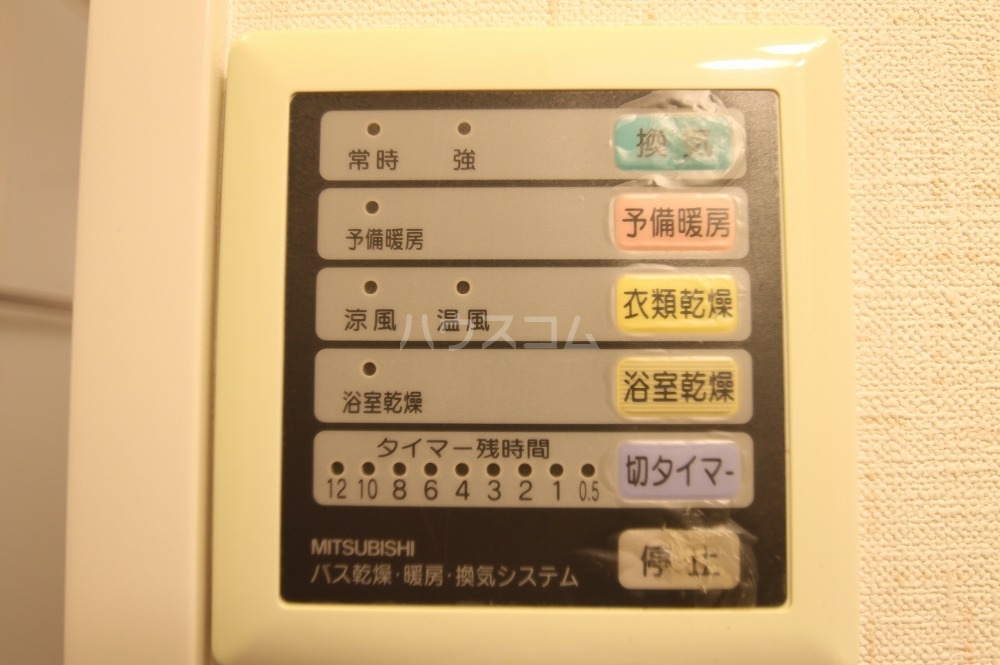 常時 強 換気
予備暖房 予備暖房
涼風 温風 衣類乾燥
ハウスコム
浴室乾燥 浴室乾燥
タイマー残時間
12 10 8 6 4 3 2 1 0.5 切タイマー
MITSUBISHI
バス乾燥・暖房・換気システム
停止